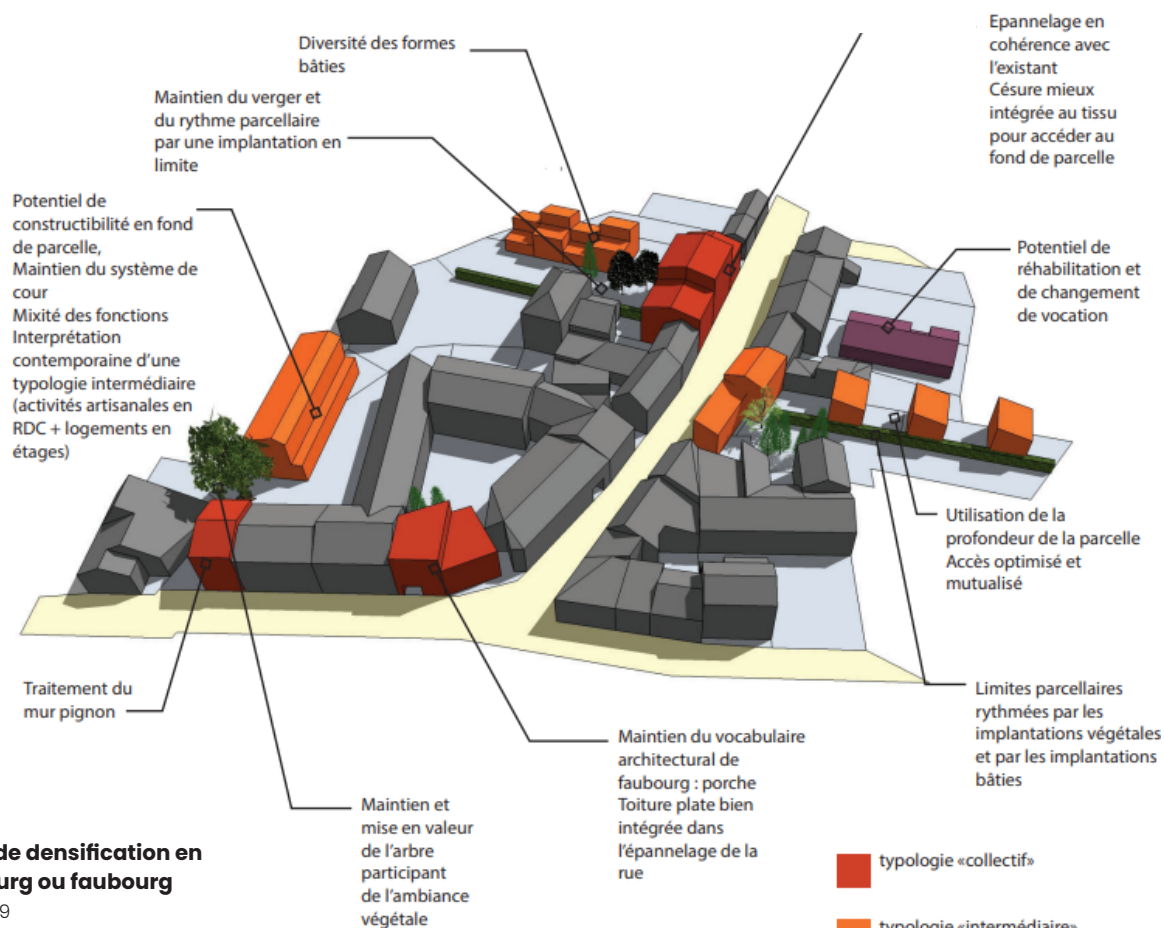 Diversité des formes
bâties
Maintien du verger et
du rythme parcellaire
par une implantation en
limite
Potentiel de
constructibilité en fond
de parcelle,
Maintien du système de
cour
Mixité des fonctions
Interprétation
contemporaine d'une
typologie intermédiaire
(activités artisanales en
RDC + logements en
étages)
Epannelage en
cohérence avec
l'existant
Césure mieux
intégrée au tissu
pour accéder au
fond de parcelle
Potentiel de
réhabilitation et
de changement
de vocation
Utilisation de la
profondeur de la parcelle
Accès optimisé et
mutualisé
Limites parcellaires
rythmées par les
implantations végétales
et par les implantations
bâties
Traitement du
mur pignon
Maintien et
mise en valeur
de l'arbre
participant
de l'ambiance
végétale
Maintien du vocabulaire
architectural de
faubourg : porche
Toiture plate bien
intégrée dans
l'épannelage de la
rue
de densification en
urg ou faubourg
9
typologie «collectif»
typologie «intermédiaire»